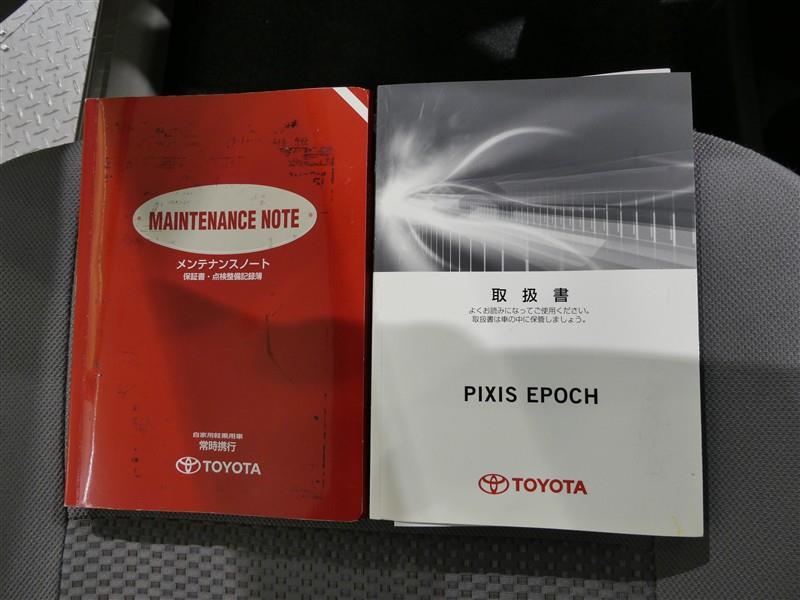 MAINTENANCE NOTE
メンテナンスノート
保証書・点検整備記録簿
自家用軽乗用車
常時携行
TOYOTA
取扱書
よくお読みになってご使用ください。
取扱書は車の中に保管しましょう。
PIXIS EPOCH
TOYOTA